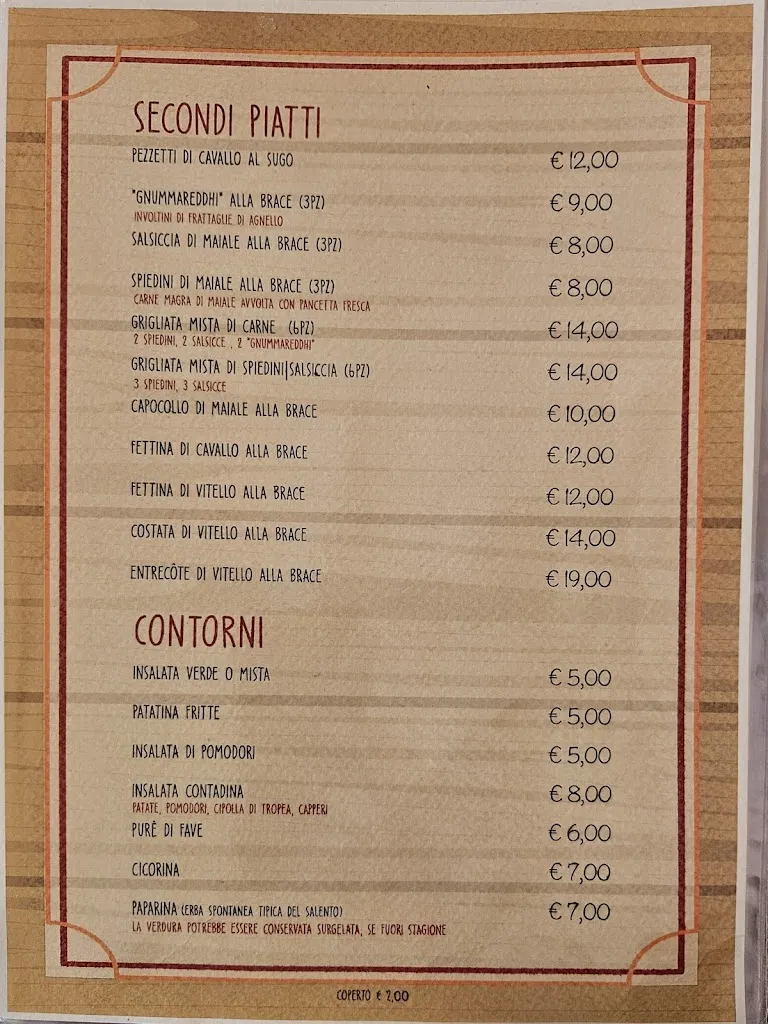 SECONDI PIATTI
PEZZETTI DI CAVALLO AL SUGO € 12,00
"GNUMMAREDDHI" ALLA BRACE (3PZ) € 9,00
INVOLTINI DI FRATTAGLIE DI AGNELLO
SALSICCIA DI MAIALE ALLA BRACE (3PZ) € 8,00
SPIEDINI DI MAIALE ALLA BRACE (3PZ) € 8,00
CARNE MAGRA DI MAIALE AVVOLTA CON PANCETTA FRESCA
GRIGLIATA MISTA DI CARNE (6PZ) € 14,00
2 SPIEDINI, 2 SALSICCE , 2 "GNUMMAREDDHI"
GRIGLIATA MISTA DI SPIEDINI|SALSICCIA (6PZ) € 14,00
3 SPIEDINI, 3 SALSICCE
CAPOCOLLO DI MAIALE ALLA BRACE € 10,00
FETTINA DI CAVALLO ALLA BRACE € 12,00
FETTINA DI VITELLO ALLA BRACE € 12,00
COSTATA DI VITELLO ALLA BRACE € 14,00
ENTRECÔTE DI VITELLO ALLA BRACE € 19,00
CONTORNI
INSALATA VERDE O MISTA € 5,00
PATATINA FRITTE € 5,00
INSALATA DI POMODORI € 5,00
INSALATA CONTADINA € 8,00
PATATE, POMODORI, CIPOLLA DI TROPEA, CAPPERI
PURÊ DI FAVE € 6,00
CICORINA € 7,00
PAPARINA (ERBA SPONTANEA TIPICA DEL SALENTO) € 7,00
LA VERDURA POTREBBE ESSERE CONSERVATA SURGELATA, SE FUORI STAGIONE
COPERTO € 2,00